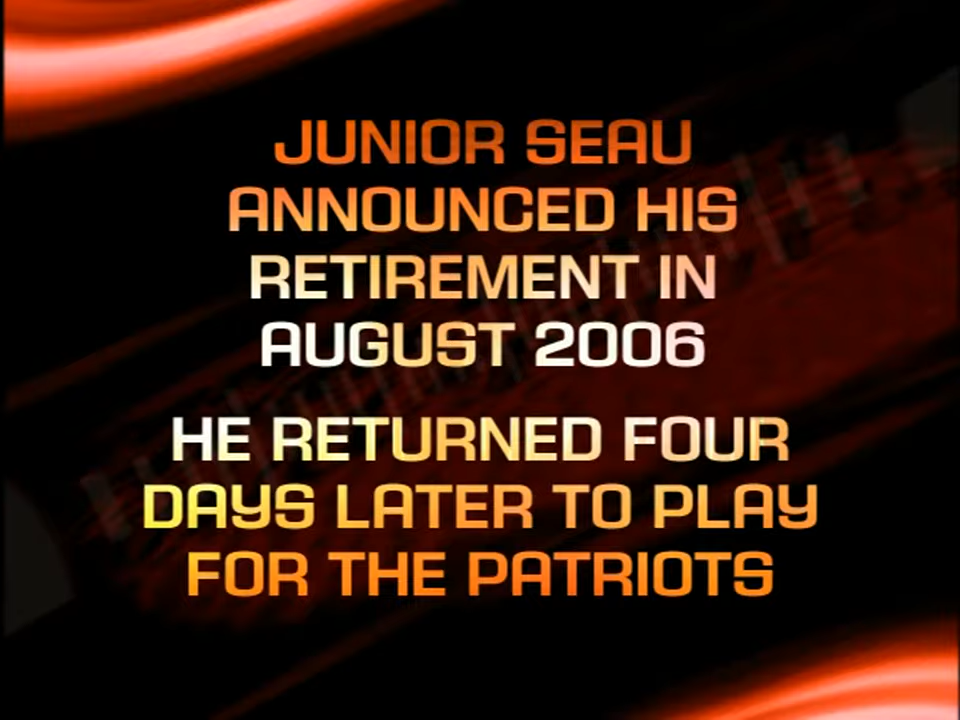 JUNIOR SEAU
ANNOUNCED HIS
RETIREMENT IN
AUGUST 2006
HE RETURNED FOUR
DAYS LATER TO PLAY
FOR THE PATRIOTS